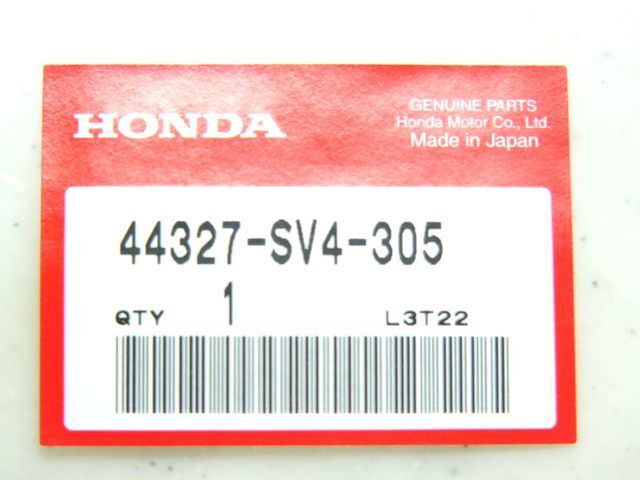 HONDA
GENUINE PARTS
Honda Motor Co., Ltd.
Made in Japan
44327-SV4-305
QTY 1 L3T22